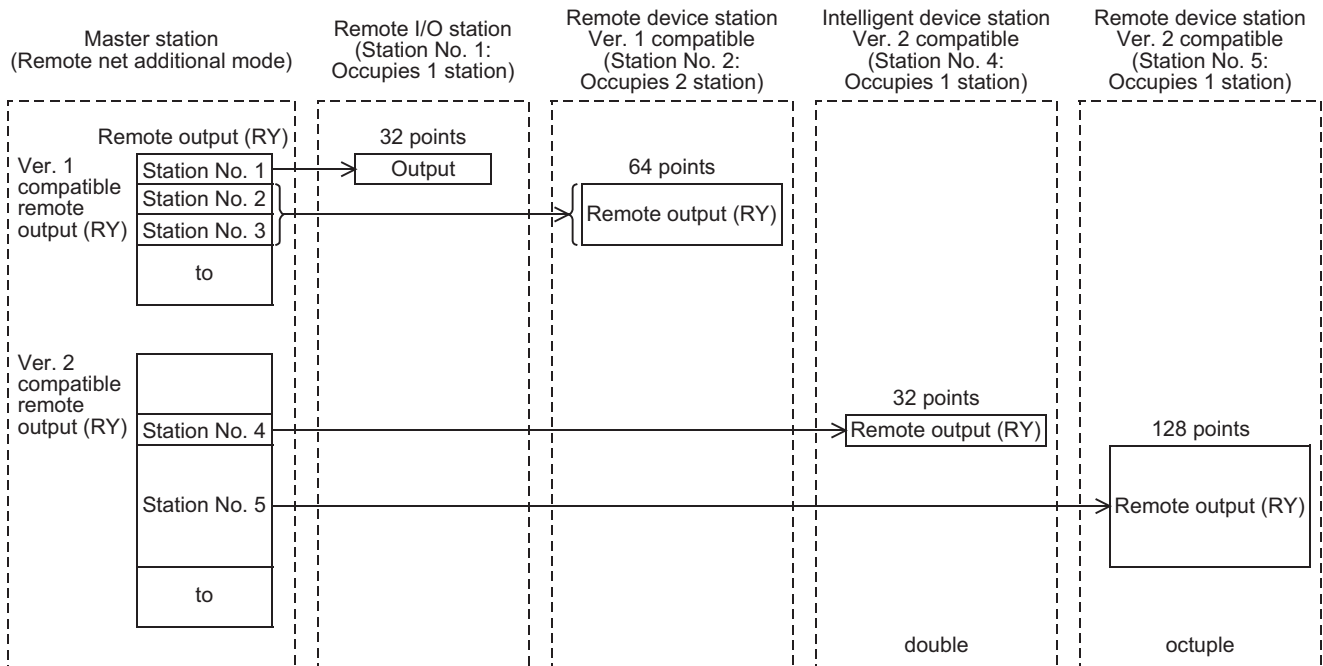 Master station
(Remote net additional mode)
Remote I/O station
(Station No. 1:
Occupies 1 station)
Remote device station
Ver. 1 compatible
(Station No. 2:
Occupies 2 station)
Intelligent device station
Ver. 2 compatible
(Station No. 4:
Occupies 1 station)
Remote device station
Ver. 2 compatible
(Station No. 5:
Occupies 1 station)
Remote output (RY)
Ver. 1
compatible
remote
output (RY)
Station No. 1
Station No. 2
Station No. 3
to
32 points
Output
64 points
Remote output (RY)
Ver. 2
compatible
remote
output (RY)
Station No. 4
Station No. 5
to
32 points
Remote output (RY)
128 points
Remote output (RY)
double
octuple